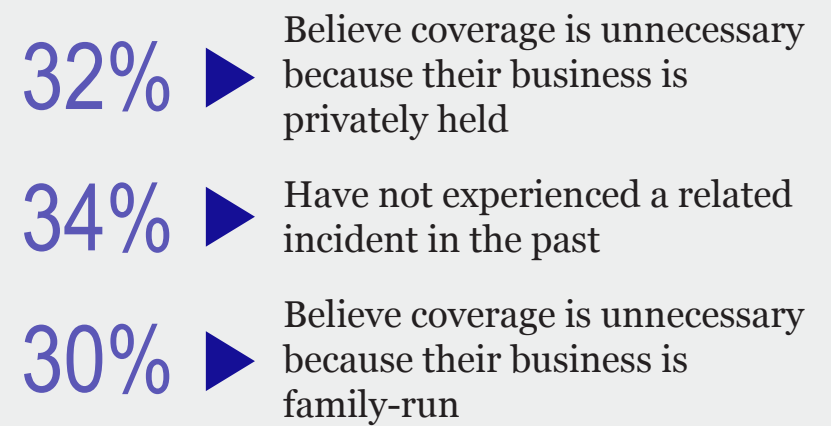 32%
Believe coverage is unnecessary
because their business is
privately held
34%
Have not experienced a related
incident in the past
30%
Believe coverage is unnecessary
because their business is
family-run